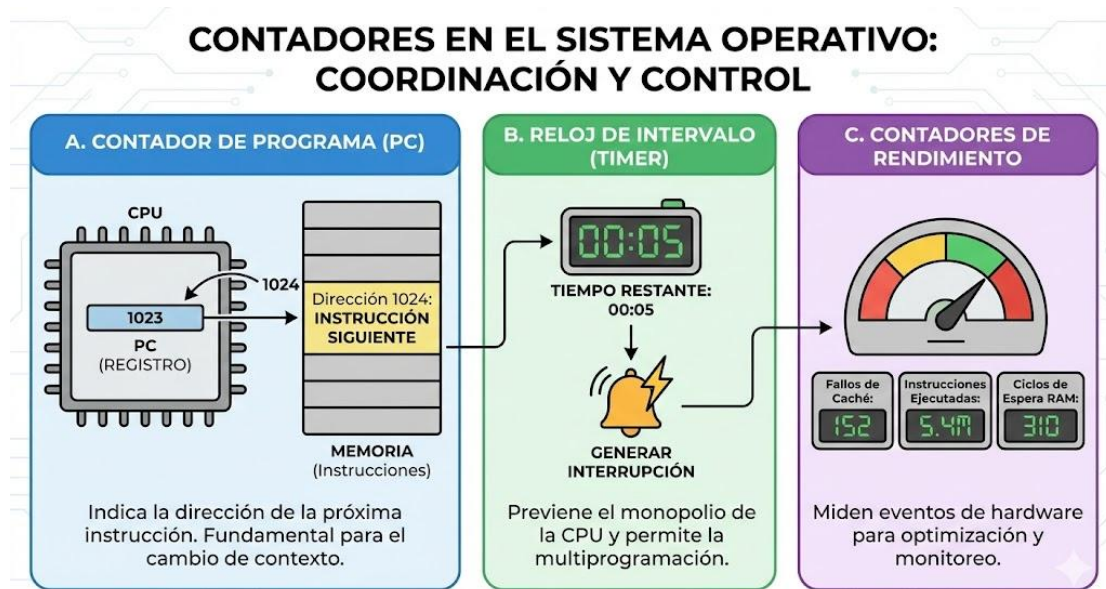 CONTADORES EN EL SISTEMA OPERATIVO:
COORDINACIÓN Y CONTROL
A. CONTADOR DE PROGRAMA (PC)
CPU
1024
1023
PC
(REGISTRO)
Dirección 1024:
INSTRUCCIÓN
SIGUIENTE
MEMORIA
(Instrucciones)
Indica la dirección de la próxima
instrucción. Fundamental para el
cambio de contexto.
B. RELOJ DE INTERVALO
(TIMER)
00:05
TIEMPO RESTANTE:
00:05
GENERAR
INTERRUPCIÓN
Previene el monopolio de
la CPU y permite la
multiprogramación.
C. CONTADORES DE
RENDIMIENTO
Fallos de
Caché:
152
Instrucciones
Ejecutadas:
5.4M
Ciclos de
Espera RAM:
310
Miden eventos de hardware
para optimización y
monitoreo.